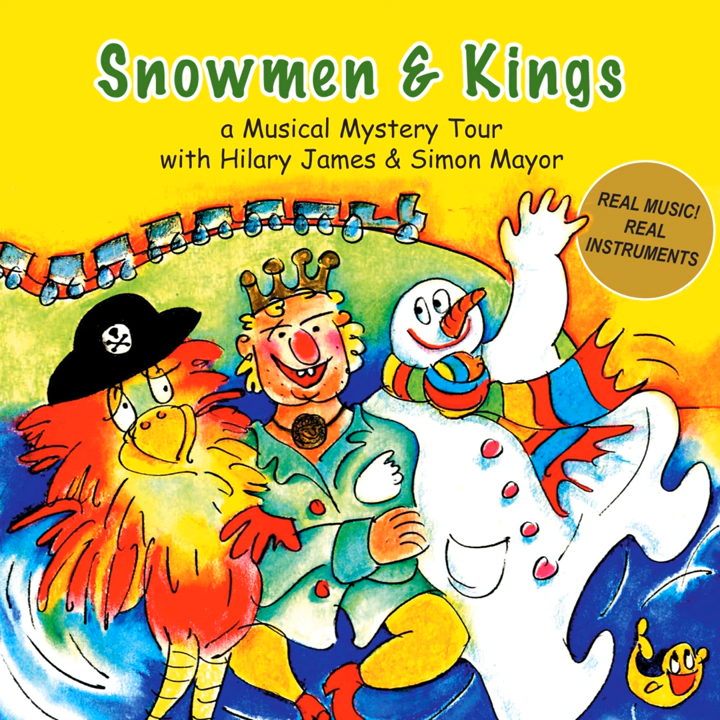 Snowmen & Kings
a Musical Mystery Tour
with Hilary James & Simon Mayor
REAL MUSIC!
REAL
INSTRUMENTS